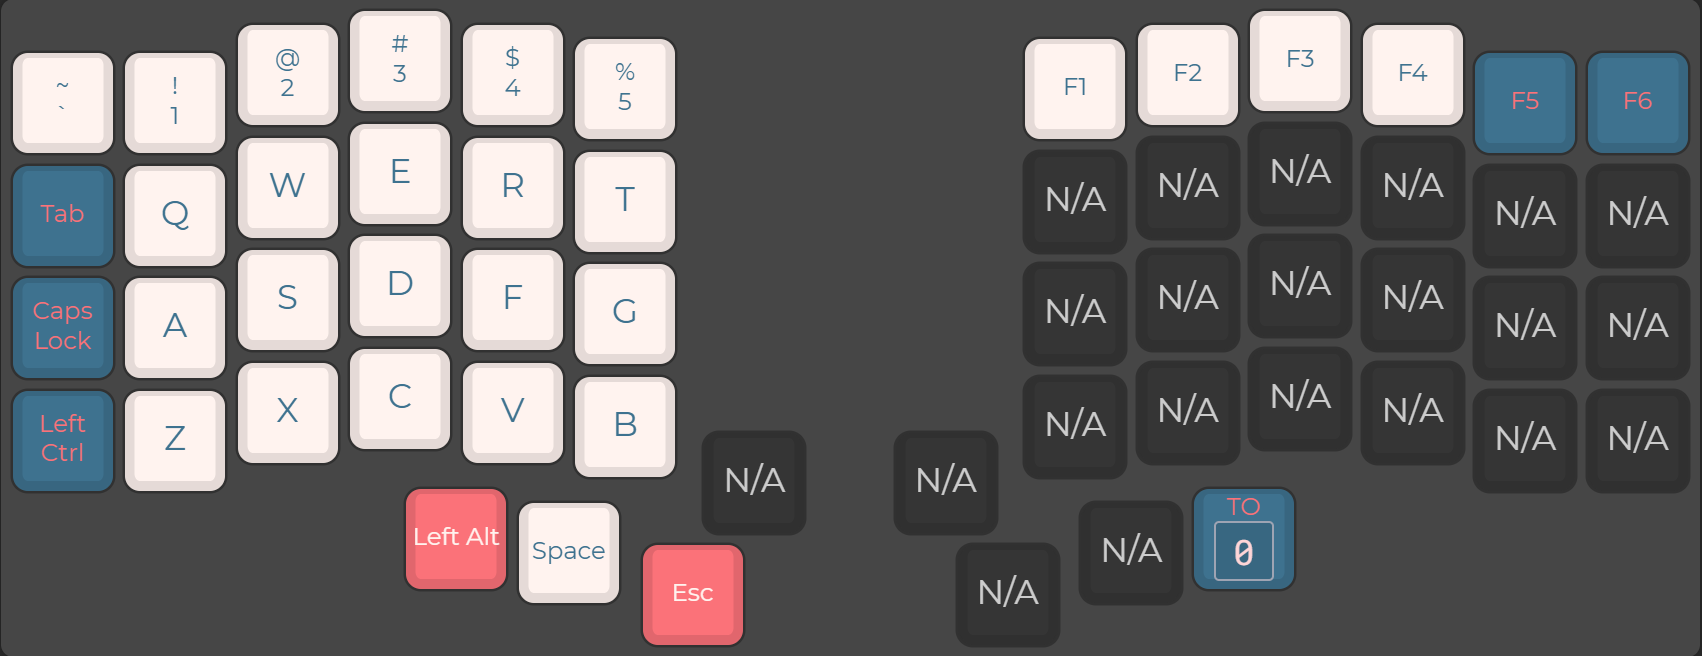 ~ ! @ # $ % F1 F2 F3 F4 F5 F6
` 1 2 3 4 5
Tab Q W E R T N/A N/A N/A N/A N/A N/A
Caps Lock A S D F G N/A N/A N/A N/A N/A N/A
Left Ctrl Z X C V B N/A N/A N/A N/A N/A N/A
N/A N/A
Left Alt Space Esc N/A N/A TO 0